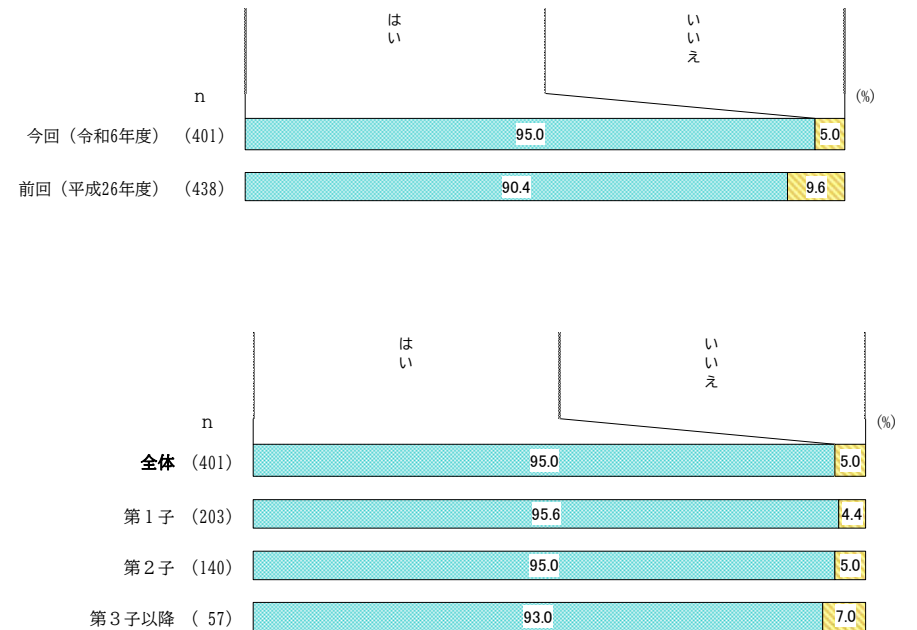 はい
いいえ
n
(%)
今回（令和6年度） (401) 95.0 5.0
前回（平成26年度） (438) 90.4 9.6
はい
いいえ
n
(%)
全体 (401) 95.0 5.0
第１子 (203) 95.6 4.4
第２子 (140) 95.0 5.0
第３子以降 ( 57) 93.0 7.0